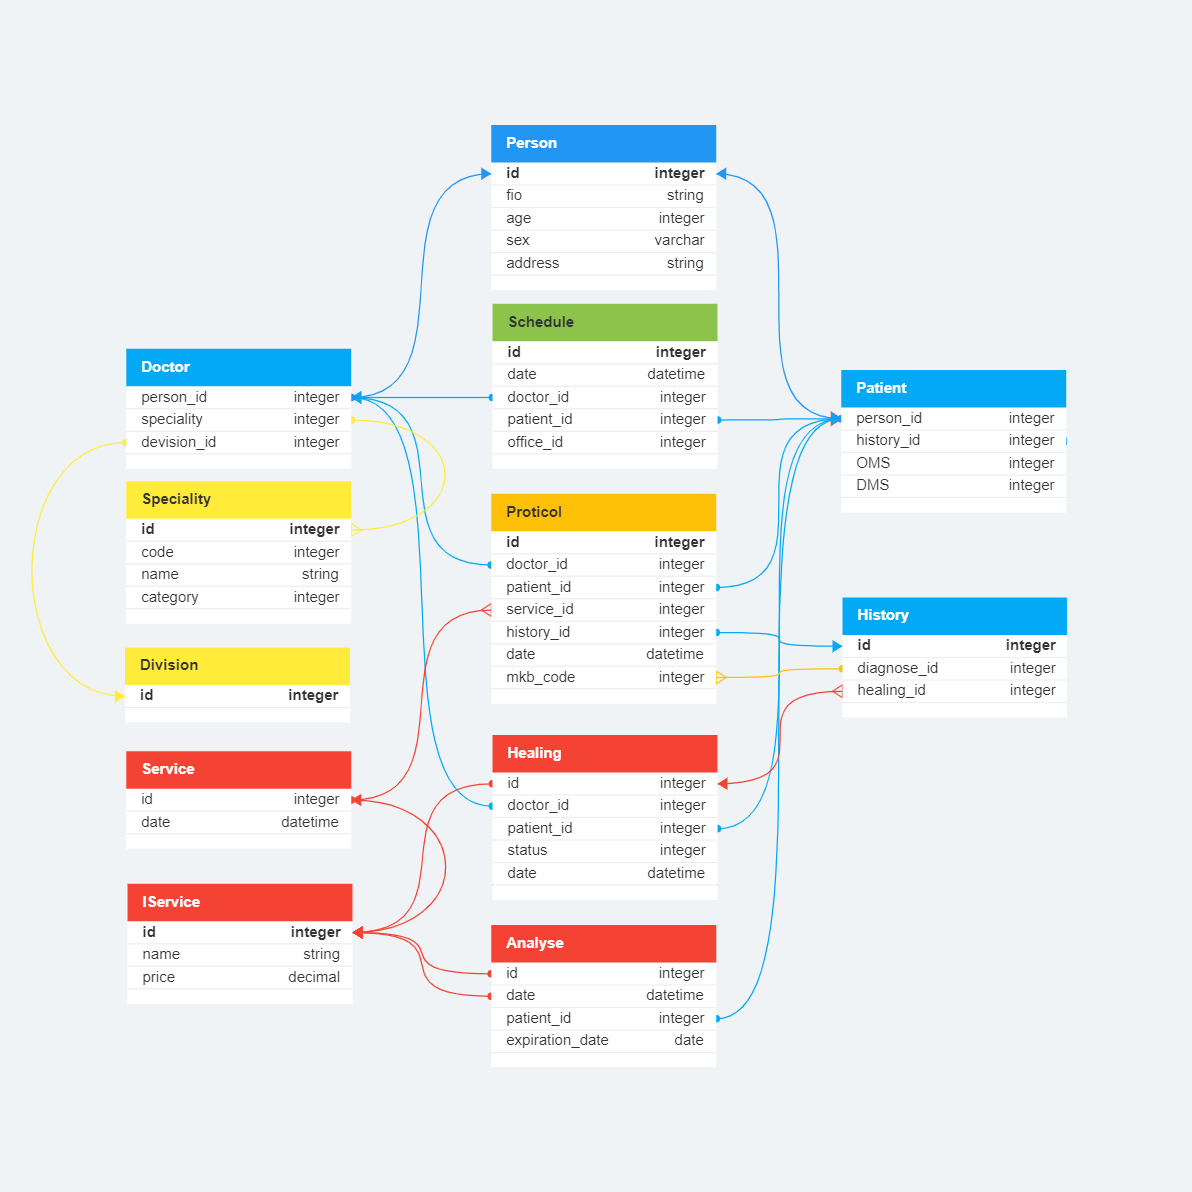 Person
id integer
fio string
age integer
sex varchar
address string
Schedule
id integer
date datetime
doctor_id integer
patient_id integer
office_id integer
Doctor
person_id integer
speciality integer
devision_id integer
Patient
person_id integer
history_id integer
OMS integer
DMS integer
Speciality
id integer
code integer
name string
category integer
Proticol
id integer
doctor_id integer
patient_id integer
service_id integer
history_id integer
date datetime
mkb_code integer
History
id integer
diagnose_id integer
healing_id integer
Division
id integer
Service
id integer
date datetime
Healing
id integer
doctor_id integer
patient_id integer
status integer
date datetime
IService
id integer
name string
price decimal
Analyse
id integer
date datetime
patient_id integer
expiration_date date